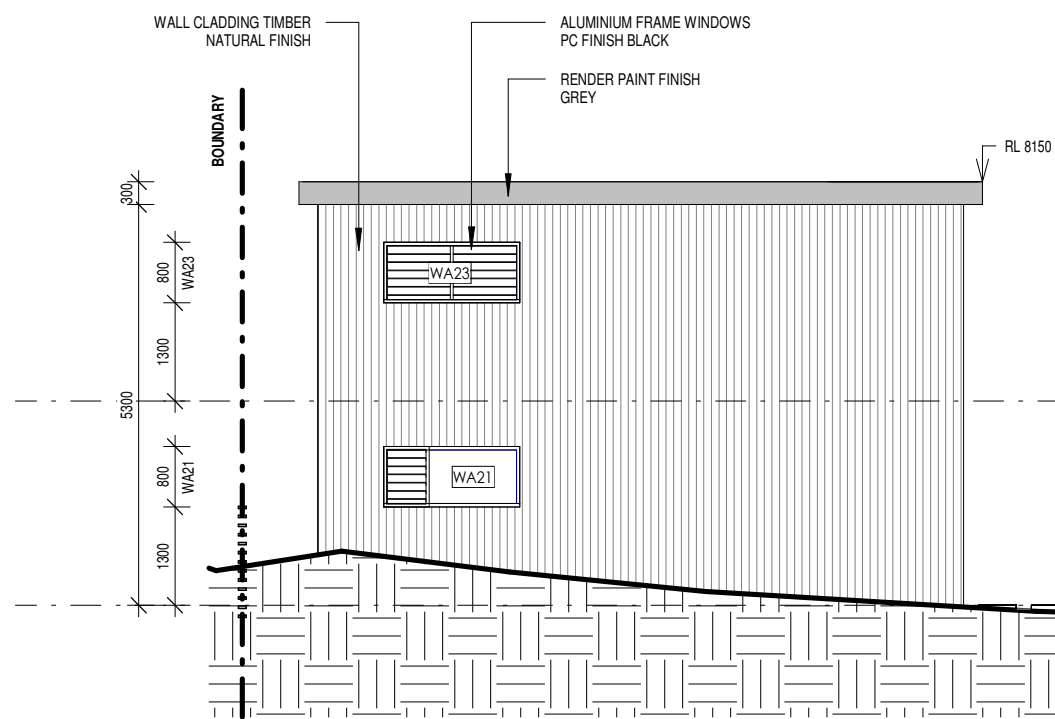 WALL CLADDING TIMBER
NATURAL FINISH
ALUMINIUM FRAME WINDOWS
PC FINISH BLACK
RENDER PAINT FINISH
GREY
BOUNDARY
RL 8150
300
5300
800
WA23
1300
800
WA21
1300
WA23
WA21